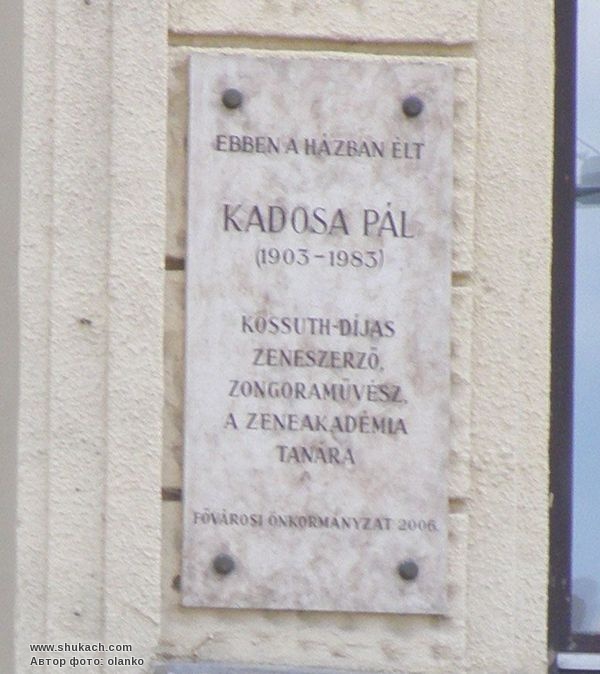 EBBEN A HÁZBAN ÉLT
KADOSA PÁL
(1903-1983)
KOSSUTH-DÍJAS
ZENESZERZŐ,
ZONGORAMŰVÉSZ,
A ZENEAKADÉMIA
TANÁRA
FŐVÁROSI ÖNKORMÁNYZAT 2006.
www.shukach.com
Автор фото: olanko